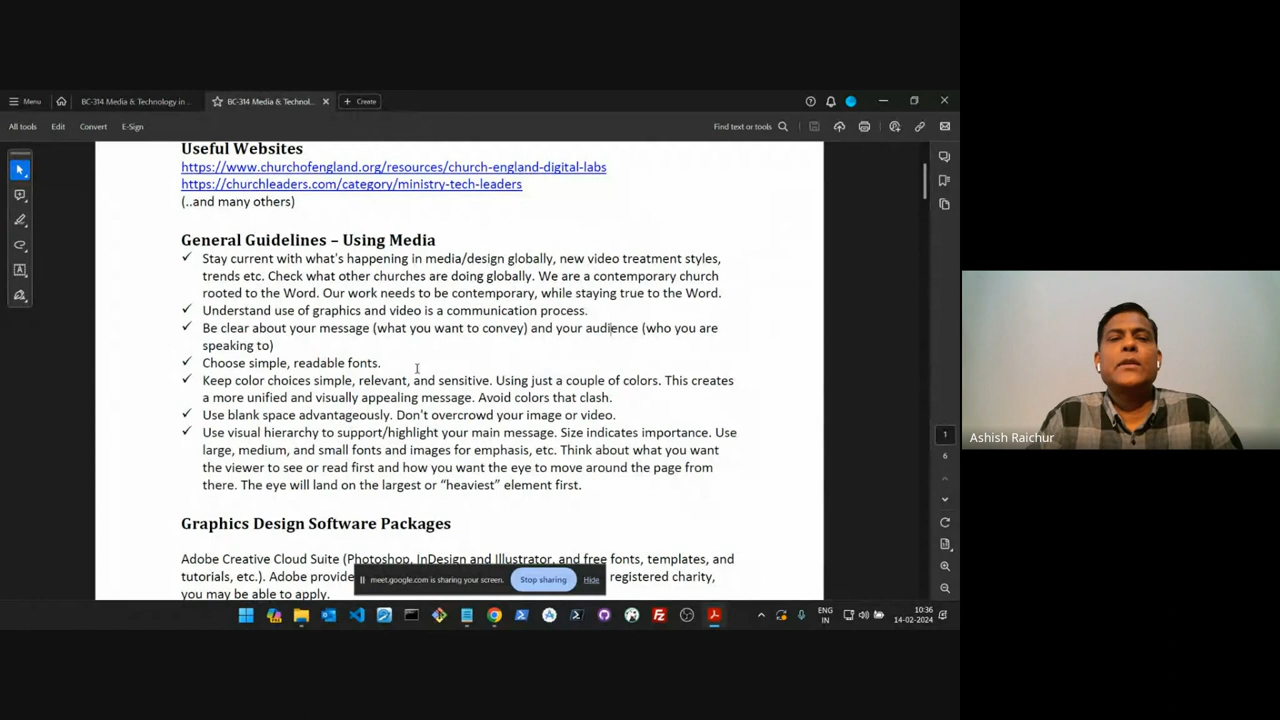 Menu
BC-314 Media & Technology in ...
BC-314 Media & Technol...
Create
All tools
Edit
Convert
E-Sign
Find text or tools
Useful Websites
https://www.churchofengland.org/resources/church-england-digital-labs
https://churchleaders.com/category/ministry-tech-leaders
(..and many others)
General Guidelines – Using Media
✓ Stay current with what's happening in media/design globally, new video treatment styles,
trends etc. Check what other churches are doing globally. We are a contemporary church
rooted to the Word. Our work needs to be contemporary, while staying true to the Word.
✓ Understand use of graphics and video is a communication process.
✓ Be clear about your message (what you want to convey) and your audience (who you are
speaking to)
✓ Choose simple, readable fonts.
✓ Keep color choices simple, relevant, and sensitive. Using just a couple of colors. This creates
a more unified and visually appealing message. Avoid colors that clash.
✓ Use blank space advantageously. Don't overcrowd your image or video.
✓ Use visual hierarchy to support/highlight your main message. Size indicates importance. Use
large, medium, and small fonts and images for emphasis, etc. Think about what you want
the viewer to see or read first and how you want the eye to move around the page from
there. The eye will land on the largest or “heaviest” element first.
Graphics Design Software Packages
Adobe Creative Cloud Suite (Photoshop, InDesign and Illustrator, and free fonts, templates, and
tutorials, etc.). Adobe provide registered charity,
you may be able to apply.
meet.google.com is sharing your screen.
Stop sharing
Hide
1
6
Ashish Raichur
ENG
IN
10:36
14-02-2024